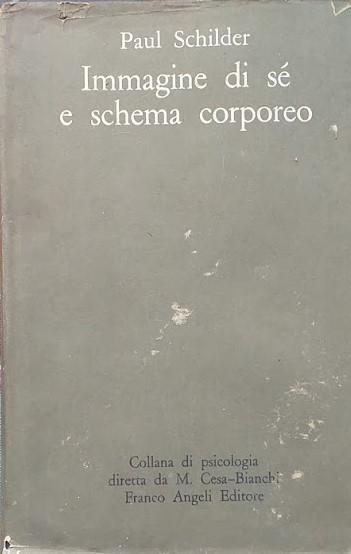 Paul Schilder
Immagine di sé
e schema corporeo
Collana di psicologia
diretta da M. Cesa-Bianchi
Franco Angeli Editore